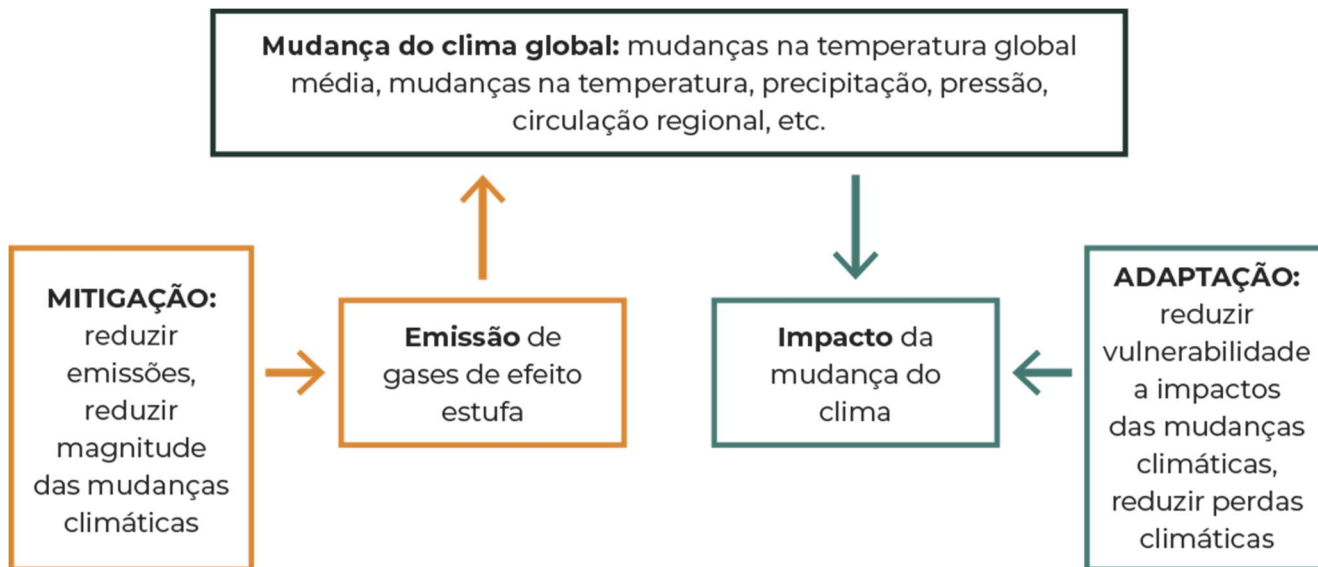 Mudança do clima global: mudanças na temperatura global
média, mudanças na temperatura, precipitação, pressão,
circulação regional, etc.
MITIGAÇÃO:
reduzir
emissões,
reduzir
magnitude
das mudanças
climáticas
Emissão de
gases de efeito
estufa
Impacto da
mudança do
clima
ADAPTAÇÃO:
reduzir
vulnerabilidade
a impactos
das mudanças
climáticas,
reduzir perdas
climáticas